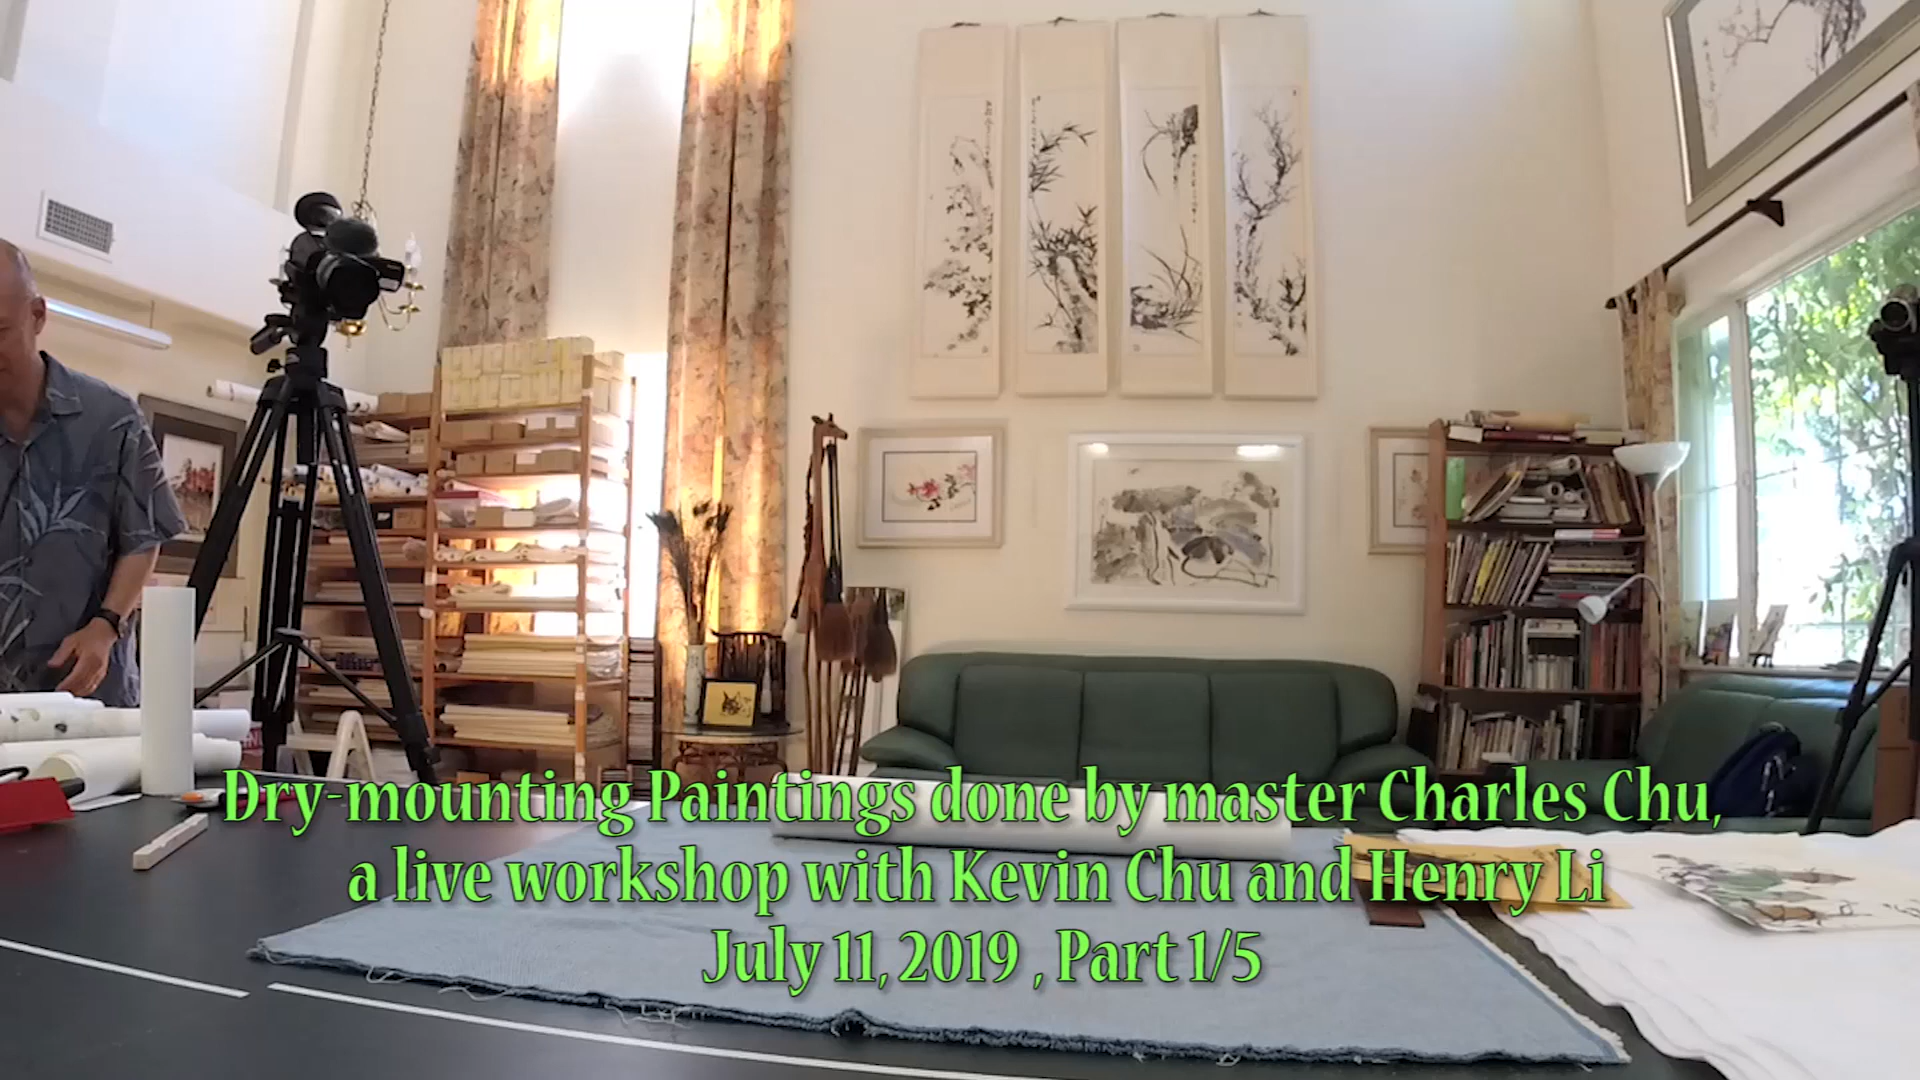 Dry-mounting Paintings done by master Charles Chu,
a live workshop with Kevin Chu and Henry Li
July 11, 2019 , Part 1/5